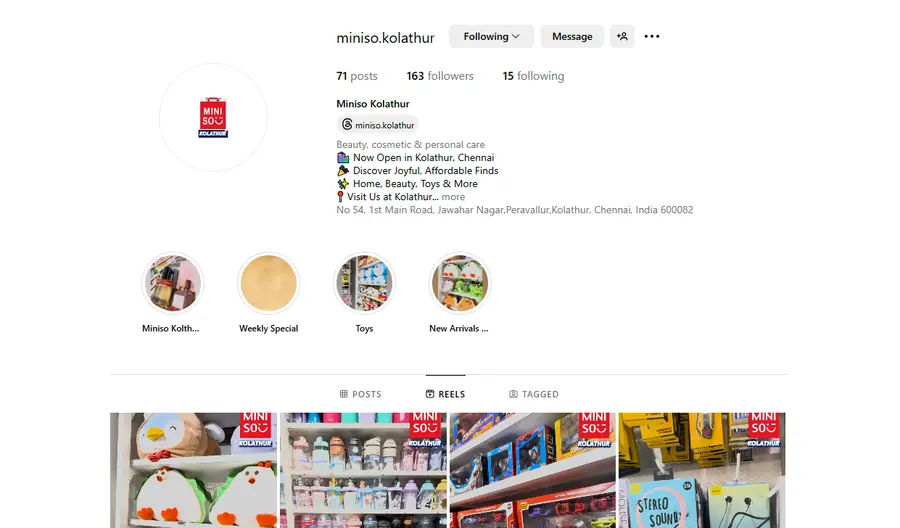 miniso.kolathur
Following
Message
71 posts
163 followers
15 following
MINI
SO
KOLATHUR
Miniso Kolathur
miniso.kolathur
Beauty, cosmetic & personal care
Now Open in Kolathur, Chennai
Discover Joyful, Affordable Finds
Home, Beauty, Toys & More
Visit Us at Kolathur... more
No 54, 1st Main Road, Jawahar Nagar,Peravallur,Kolathur, Chennai, India 600082
Miniso Kolth...
Weekly Special
Toys
New Arrivals ...
POSTS
REELS
TAGGED
MINI
SO
KOLATHUR
MINI
SO
KOLATHUR
MINI
SO
KOLATHUR
MINI
SO
KOLATHUR
STEREO
SOUND